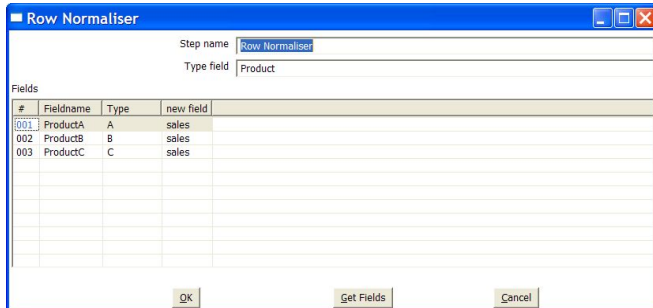 Row Normaliser
Step name Row Normaliser
Type field Product
Fields
# Fieldname Type new field
001 ProductA A sales
002 ProductB B sales
003 ProductC C sales
OK Get Fields Cancel